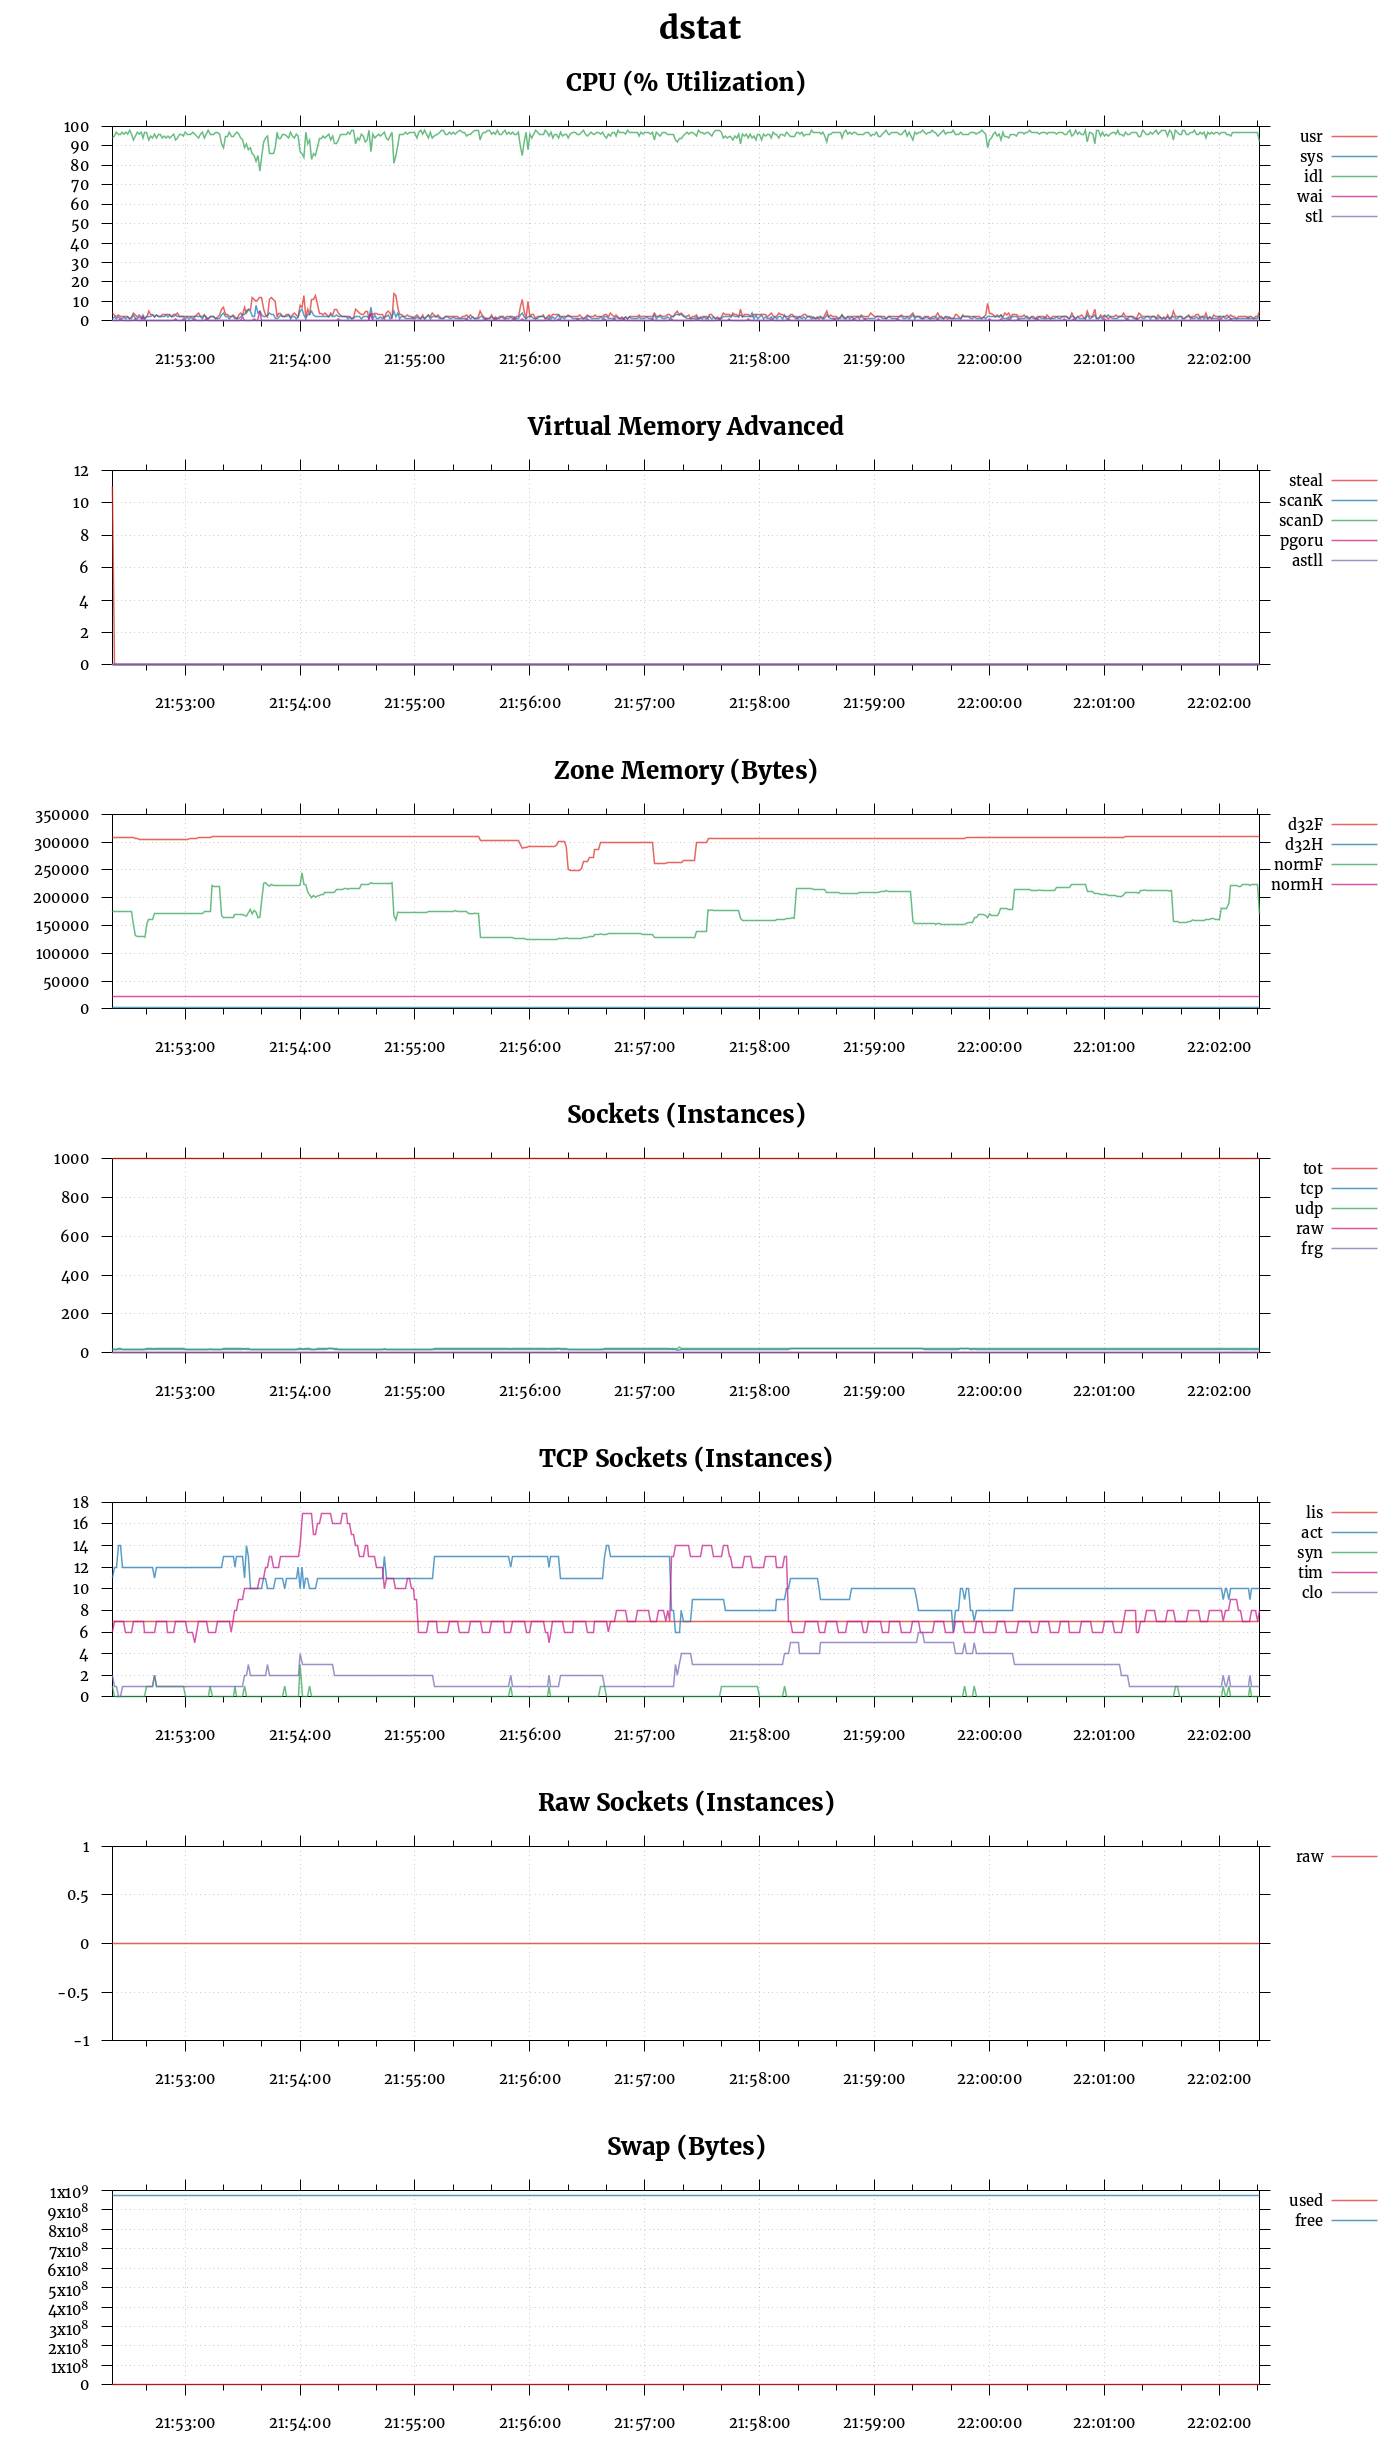 dstat
CPU (% Utilization)
100
90
80
70
60
50
40
30
20
10
0
usr
sys
idl
wai
stl
21:53:00 21:54:00 21:55:00 21:56:00 21:57:00 21:58:00 21:59:00 22:00:00 22:01:00 22:02:00
Virtual Memory Advanced
12
10
8
6
4
2
0
steal
scanK
scanD
pgoru
astll
21:53:00 21:54:00 21:55:00 21:56:00 21:57:00 21:58:00 21:59:00 22:00:00 22:01:00 22:02:00
Zone Memory (Bytes)
350000
300000
250000
200000
150000
100000
50000
0
d32F
d32H
normF
normH
21:53:00 21:54:00 21:55:00 21:56:00 21:57:00 21:58:00 21:59:00 22:00:00 22:01:00 22:02:00
Sockets (Instances)
1000
800
600
400
200
0
tot
tcp
udp
raw
frg
21:53:00 21:54:00 21:55:00 21:56:00 21:57:00 21:58:00 21:59:00 22:00:00 22:01:00 22:02:00
TCP Sockets (Instances)
18
16
14
12
10
8
6
4
2
0
lis
act
syn
tim
clo
21:53:00 21:54:00 21:55:00 21:56:00 21:57:00 21:58:00 21:59:00 22:00:00 22:01:00 22:02:00
Raw Sockets (Instances)
1
0.5
0
-0.5
-1
raw
21:53:00 21:54:00 21:55:00 21:56:00 21:57:00 21:58:00 21:59:00 22:00:00 22:01:00 22:02:00
Swap (Bytes)
1x10⁹
9x10⁸
8x10⁸
7x10⁸
6x10⁸
5x10⁸
4x10⁸
3x10⁸
2x10⁸
1x10⁸
0
used
free
21:53:00 21:54:00 21:55:00 21:56:00 21:57:00 21:58:00 21:59:00 22:00:00 22:01:00 22:02:00